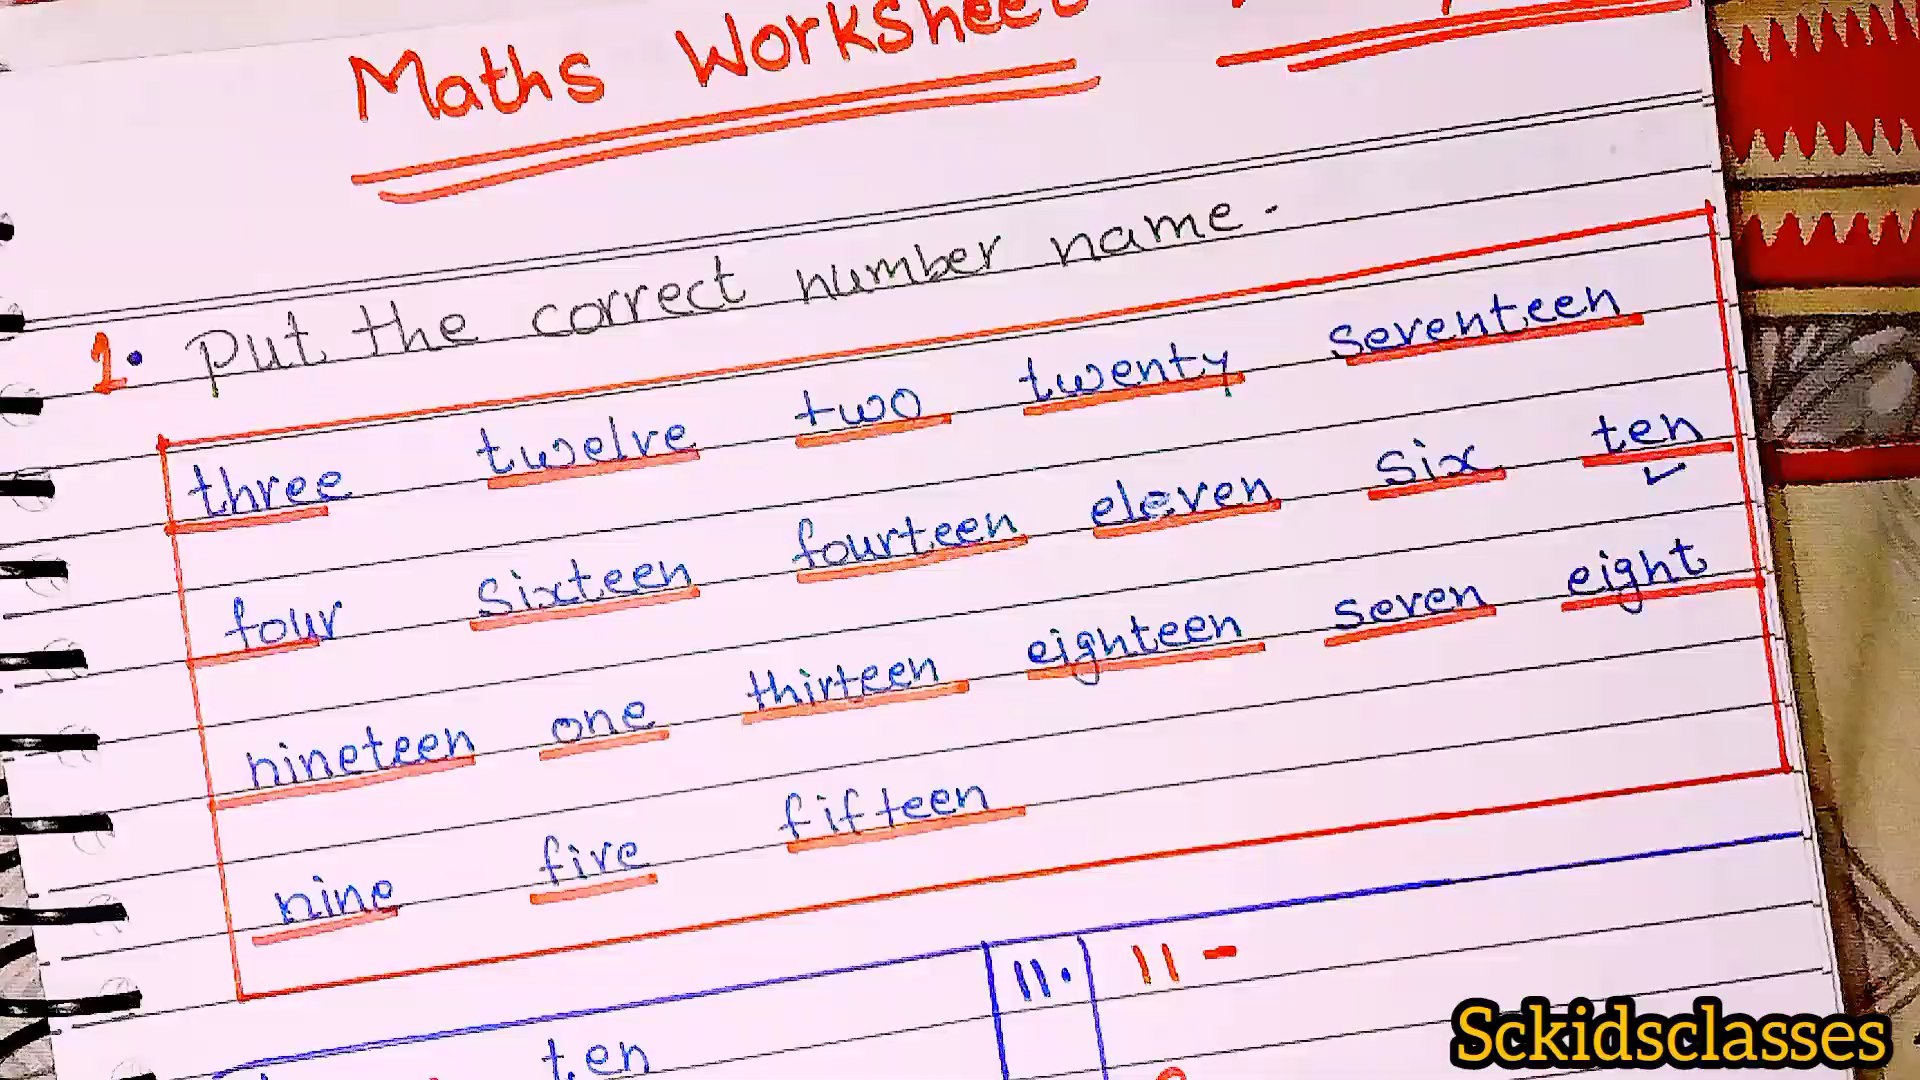 Maths Worksheet
1. Put the correct number name.
three twelve two twenty seventeen
four sixteen fourteen eleven six ten
nineteen one thirteen eighteen seven eight
nine five fifteen
11. 11 -
ten
Sckidsclasses